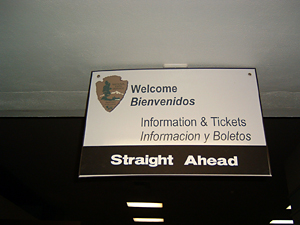 Welcome
Bienvenidos
Information & Tickets
Informacion y Boletos
Straight Ahead